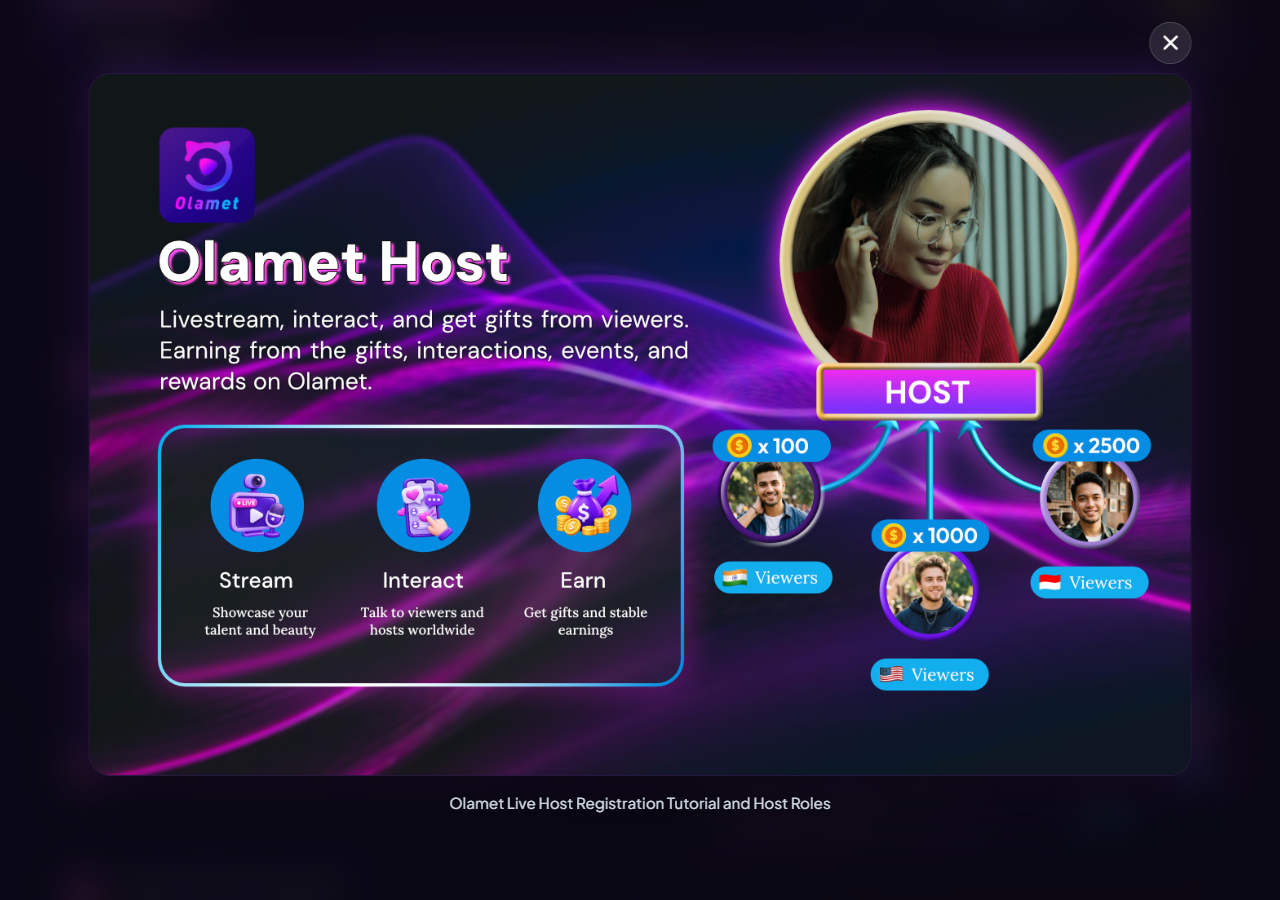 Olamet
Olamet Host
Livestream, interact, and get gifts from viewers.
Earning from the gifts, interactions, events, and
rewards on Olamet.
LIVE
Stream
Showcase your
talent and beauty
Interact
Talk to viewers and
hosts worldwide
Earn
Get gifts and stable
earnings
HOST
x 100
x 2500
x 1000
Viewers
Viewers
Viewers
Olamet Live Host Registration Tutorial and Host Roles